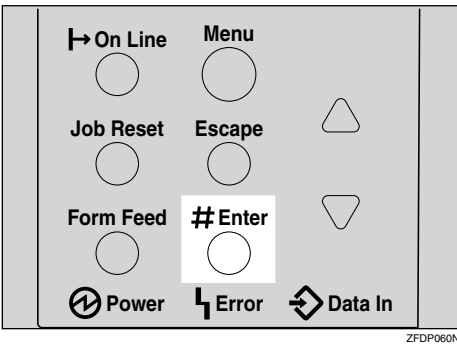 On Line Menu
Job Reset Escape
Form Feed # Enter
Power Error Data In
ZFDP060N